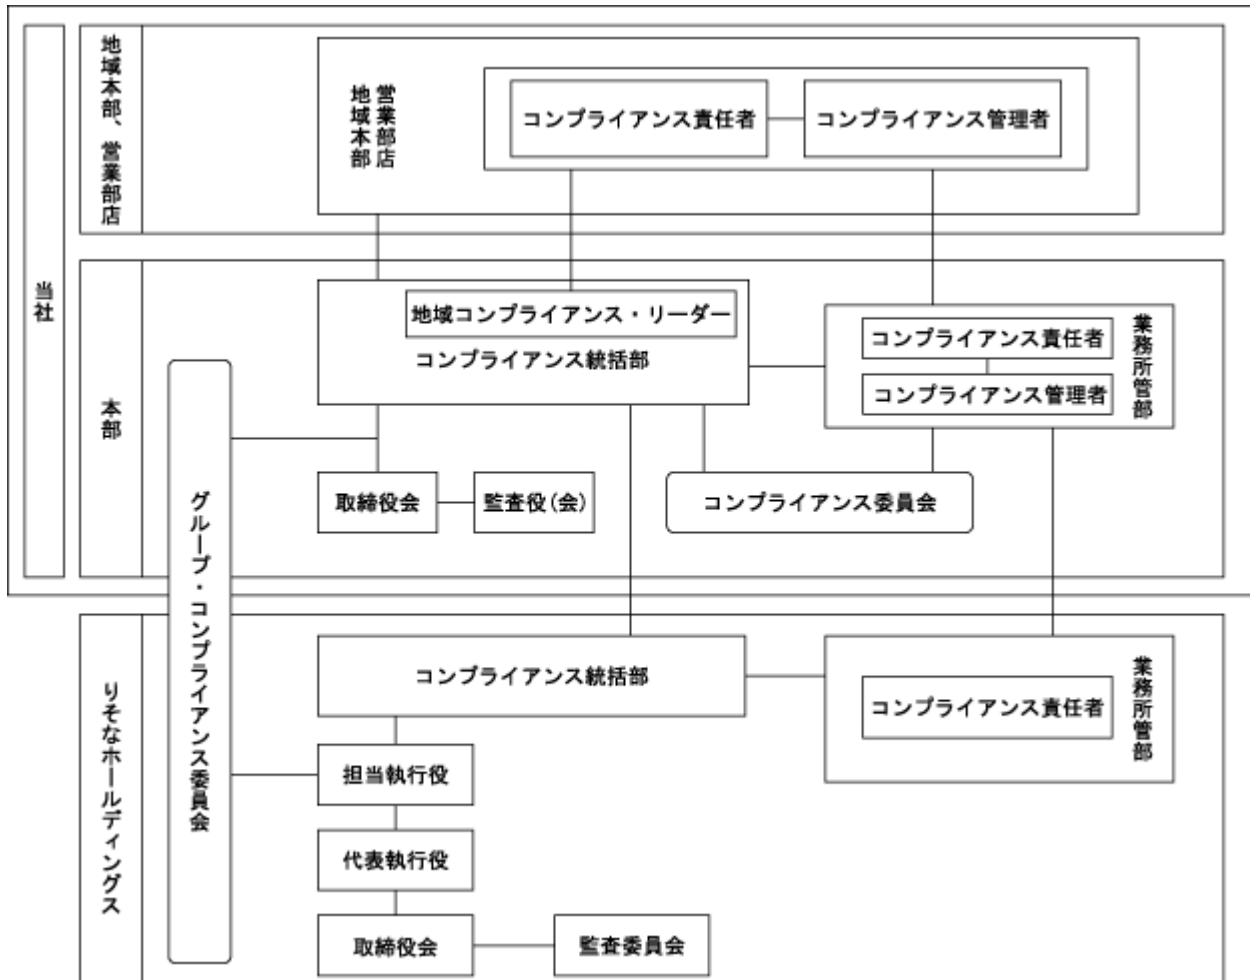 当社
地域本部、営業部店
営業部店
地域本部
コンプライアンス責任者
コンプライアンス管理者
本部
地域コンプライアンス・リーダー
コンプライアンス統括部
業務所管部
コンプライアンス責任者
コンプライアンス管理者
取締役会
監査役(会)
コンプライアンス委員会
グループ・コンプライアンス委員会
りそなホールディングス
コンプライアンス統括部
業務所管部
コンプライアンス責任者
担当執行役
代表執行役
取締役会
監査委員会